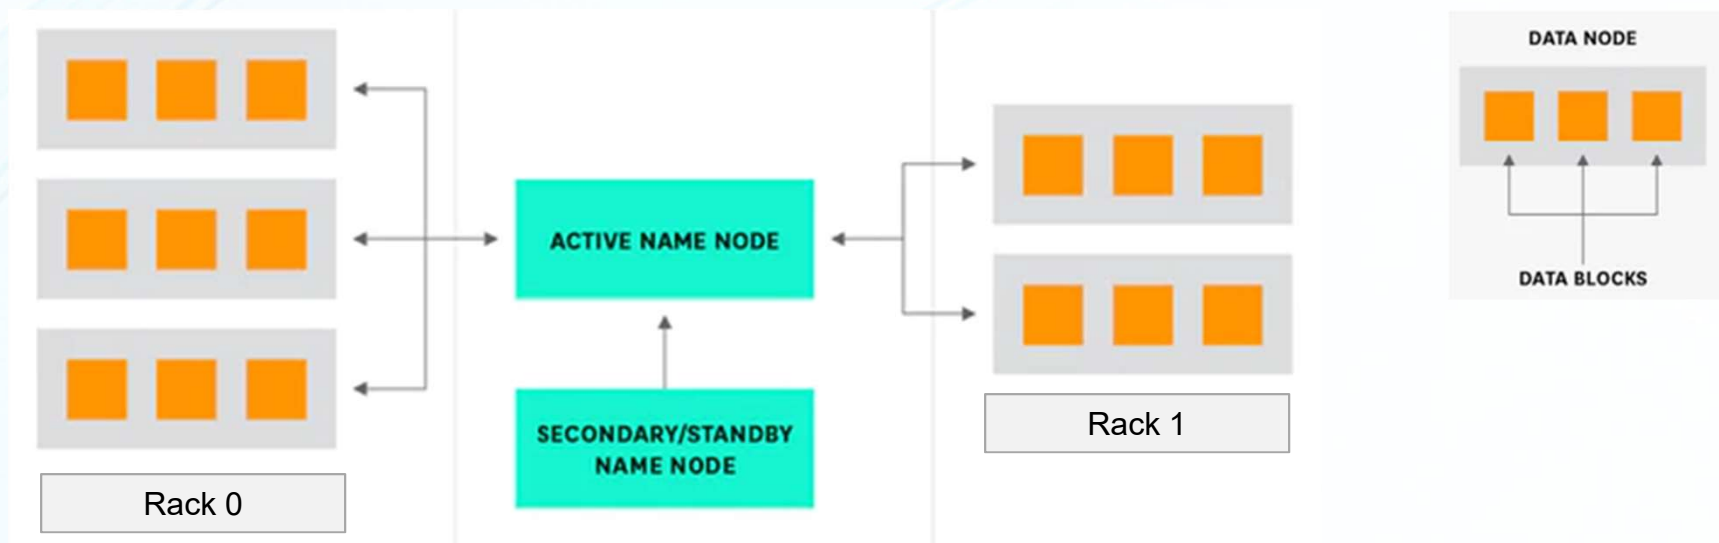 Rack 0
ACTIVE NAME NODE
SECONDARY/STANDBY
NAME NODE
Rack 1
DATA NODE
DATA BLOCKS